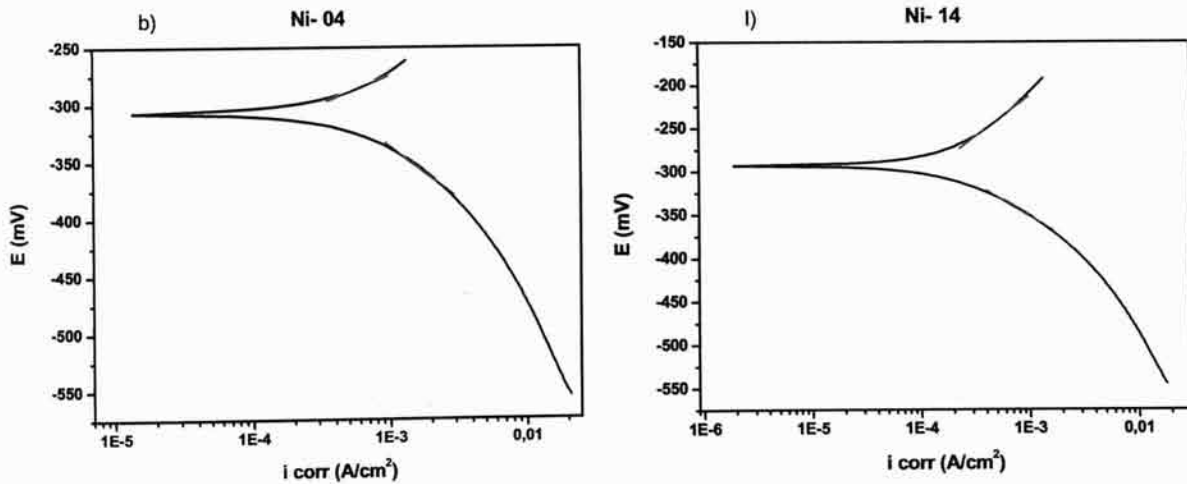 b) Ni- 04
-250
-300
-350
-400
-450
-500
-550
E (mV)
1E-5 1E-4 1E-3 0,01
i corr (A/cm²)
l) Ni- 14
-150
-200
-250
-300
-350
-400
-450
-500
-550
E (mV)
1E-6 1E-5 1E-4 1E-3 0,01
i corr (A/cm²)